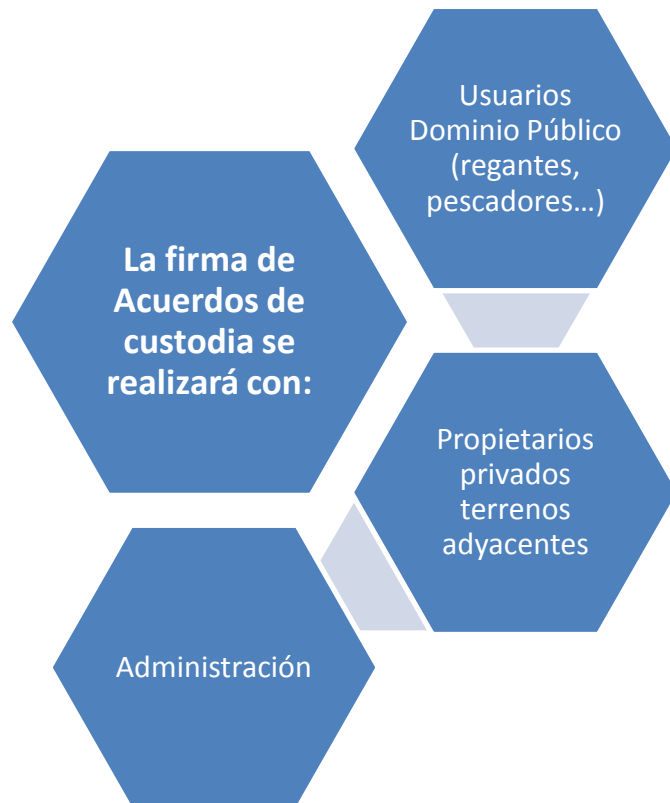 Usuarios
Dominio Público
(regantes,
pescadores...)
La firma de
Acuerdos de
custodia se
realizará con:
Propietarios
privados
terrenos
adyacentes
Administración